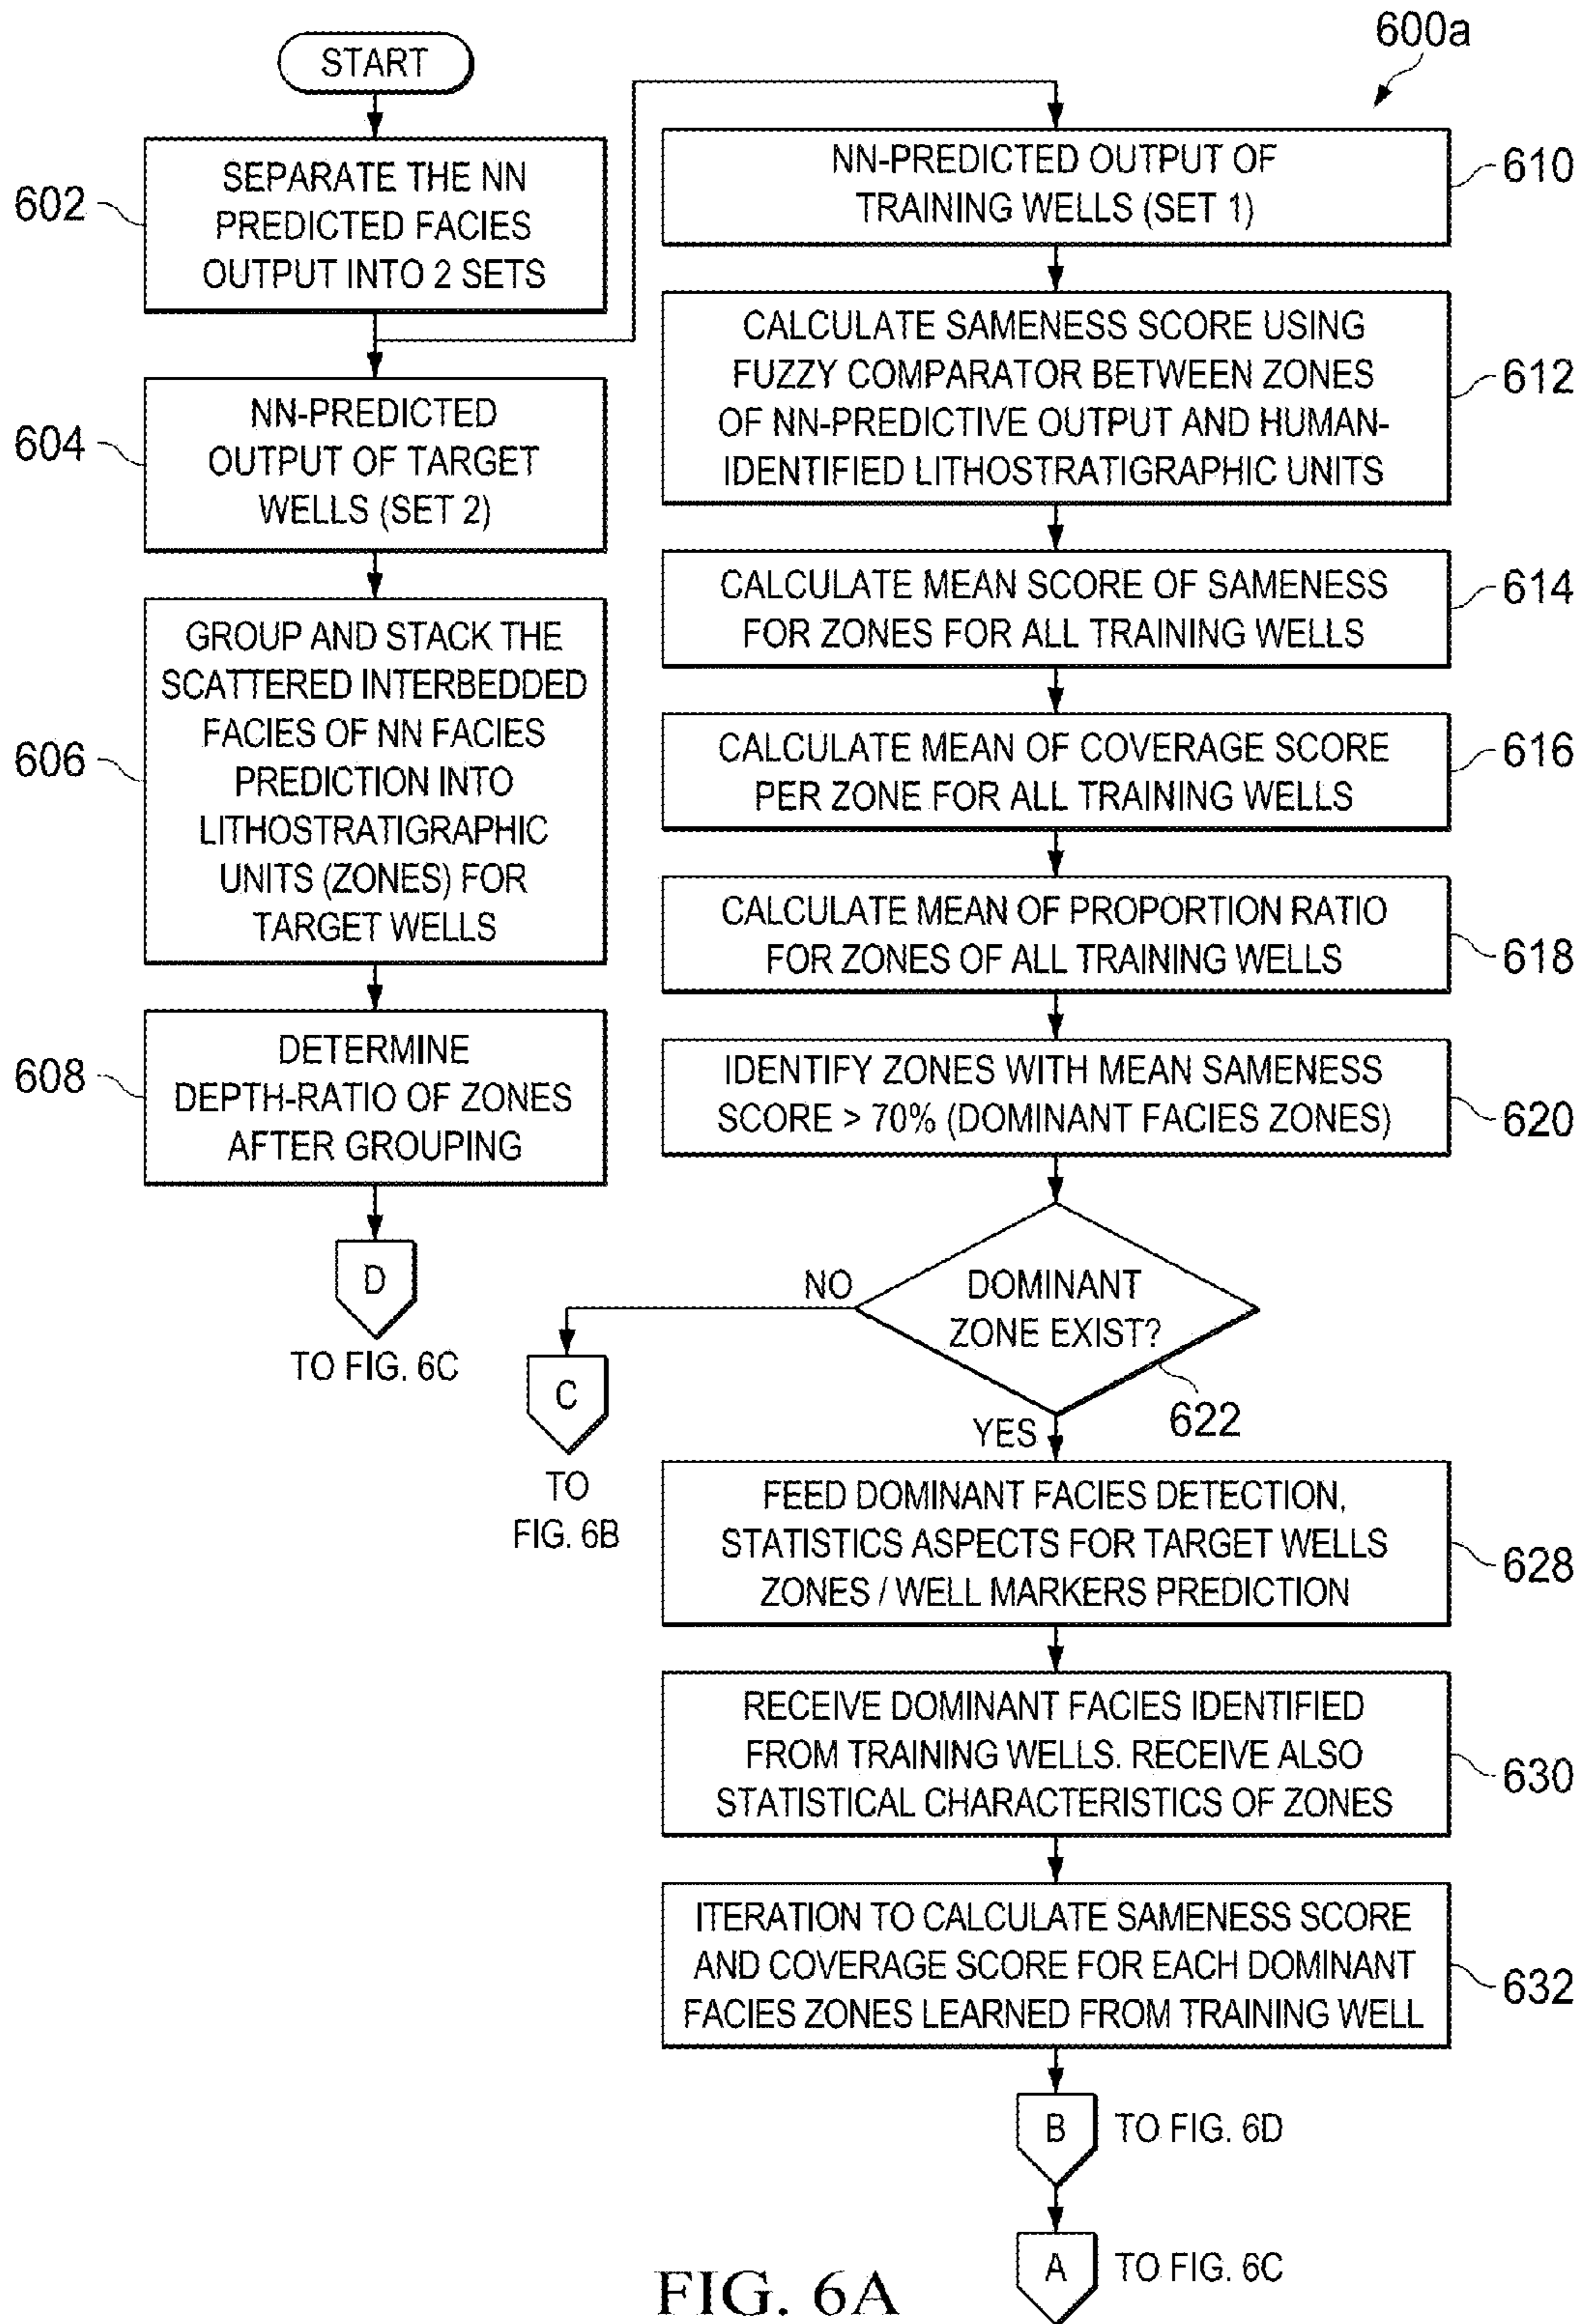 600a
START
602
SEPARATE THE NN
PREDICTED FACIES
OUTPUT INTO 2 SETS
604
NN-PREDICTED
OUTPUT OF TARGET
WELLS (SET 2)
606
GROUP AND STACK THE
SCATTERED INTERBEDDED
FACIES OF NN FACIES
PREDICTION INTO
LITHOSTRATIGRAPHIC
UNITS (ZONES) FOR
TARGET WELLS
608
DETERMINE
DEPTH-RATIO OF ZONES
AFTER GROUPING
D
TO FIG. 6C
NN-PREDICTED OUTPUT OF
TRAINING WELLS (SET 1)
610
CALCULATE SAMENESS SCORE USING
FUZZY COMPARATOR BETWEEN ZONES
OF NN-PREDICTIVE OUTPUT AND HUMAN-
IDENTIFIED LITHOSTRATIGRAPHIC UNITS
612
CALCULATE MEAN SCORE OF SAMENESS
FOR ZONES FOR ALL TRAINING WELLS
614
CALCULATE MEAN OF COVERAGE SCORE
PER ZONE FOR ALL TRAINING WELLS
616
CALCULATE MEAN OF PROPORTION RATIO
FOR ZONES OF ALL TRAINING WELLS
618
IDENTIFY ZONES WITH MEAN SAMENESS
SCORE > 70% (DOMINANT FACIES ZONES)
620
DOMINANT
ZONE EXIST?
622
NO
C
TO
FIG. 6B
YES
FEED DOMINANT FACIES DETECTION,
STATISTICS ASPECTS FOR TARGET WELLS
ZONES / WELL MARKERS PREDICTION
628
RECEIVE DOMINANT FACIES IDENTIFIED
FROM TRAINING WELLS. RECEIVE ALSO
STATISTICAL CHARACTERISTICS OF ZONES
630
ITERATION TO CALCULATE SAMENESS SCORE
AND COVERAGE SCORE FOR EACH DOMINANT
FACIES ZONES LEARNED FROM TRAINING WELL
632
B
TO FIG. 6D
A
TO FIG. 6C
FIG. 6A